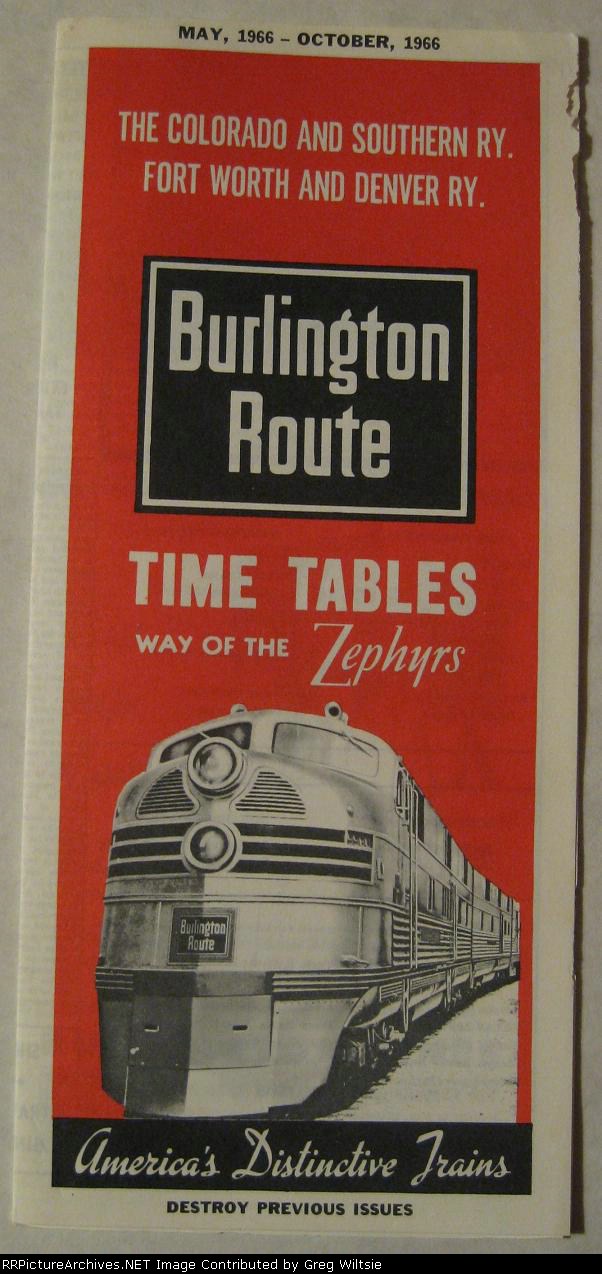 MAY, 1966 – OCTOBER, 1966
THE COLORADO AND SOUTHERN RY.
FORT WORTH AND DENVER RY.
Burlington
Route
TIME TABLES
WAY OF THE Zephyrs
Burlington
Route
America's Distinctive Trains
DESTROY PREVIOUS ISSUES
RRPictureArchives.NET Image Contributed by Greg Wiltsie